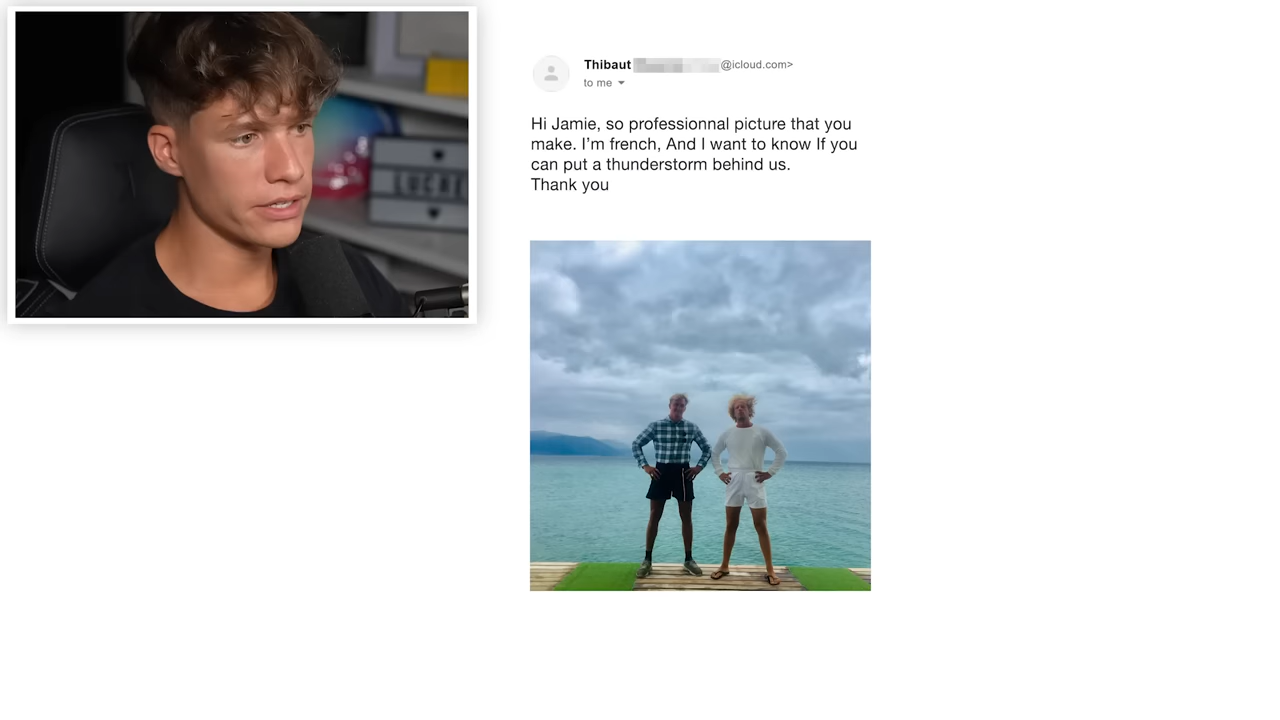 LUCAS
Thibaut @icloud.com>
to me
Hi Jamie, so professionnal picture that you
make. I'm french, And I want to know If you
can put a thunderstorm behind us.
Thank you